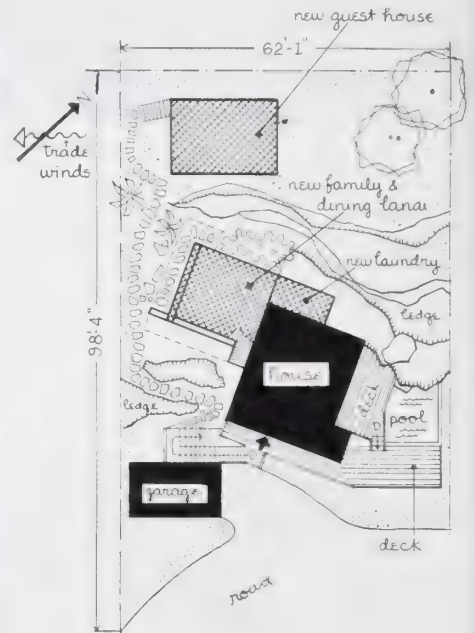 new guest house
62'-1"
N
trade
winds
new family &
dining lanai
new laundry
ledge
98'-4"
house
deck
pool
D
ledge
garage
deck
road